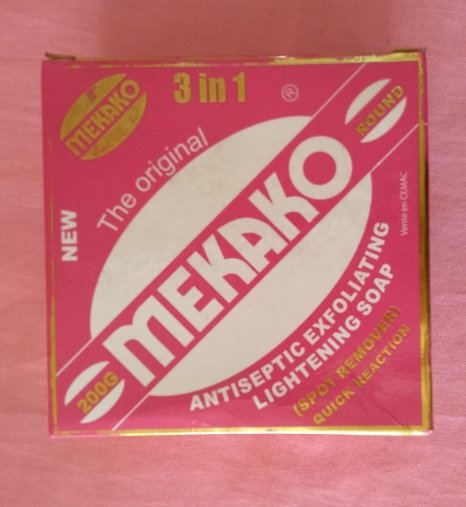 MEKAKO
3 in 1
®
ROUND
NEW
The original
MEKAKO
Vente en CEMAC
200G
ANTISEPTIC EXFOLIATING
LIGHTENING SOAP
(SPOT REMOVER)
QUICK REACTION